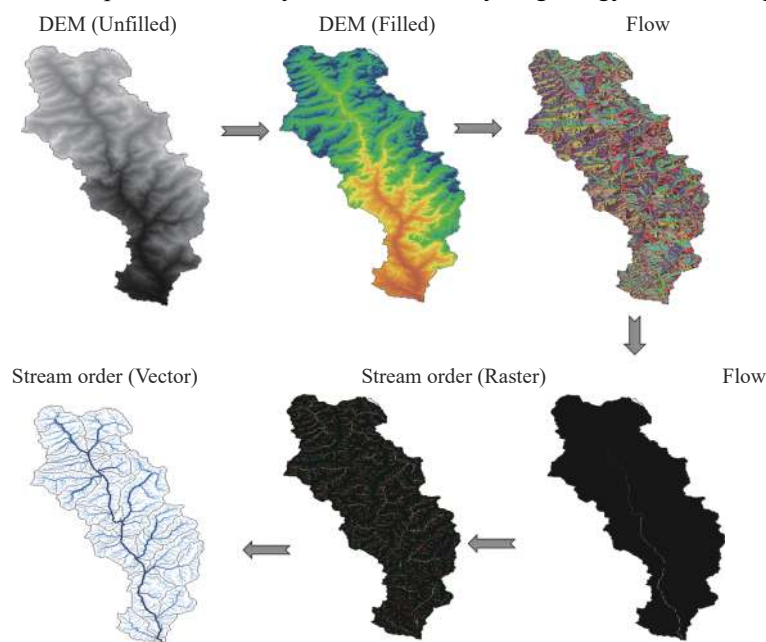 DEM (Unfilled)
DEM (Filled)
Flow
Stream order (Vector)
Stream order (Raster)
Flow